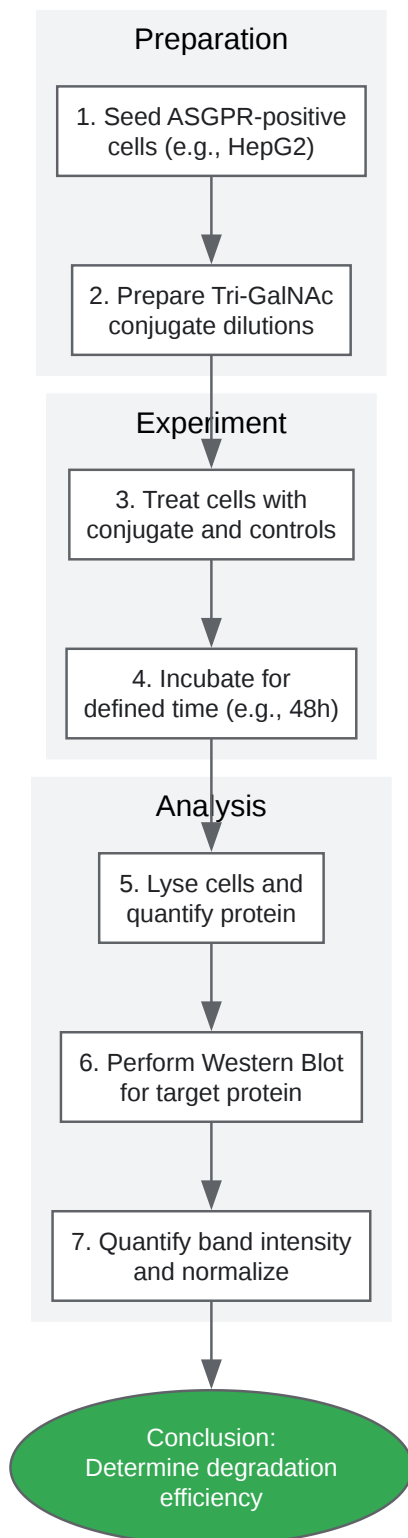 Preparation
1. Seed ASGPR-positive
cells (e.g., HepG2)
2. Prepare Tri-GalNAc
conjugate dilutions
Experiment
3. Treat cells with
conjugate and controls
4. Incubate for
defined time (e.g., 48h)
Analysis
5. Lyse cells and
quantify protein
6. Perform Western Blot
for target protein
7. Quantify band intensity
and normalize
Conclusion:
Determine degradation
efficiency